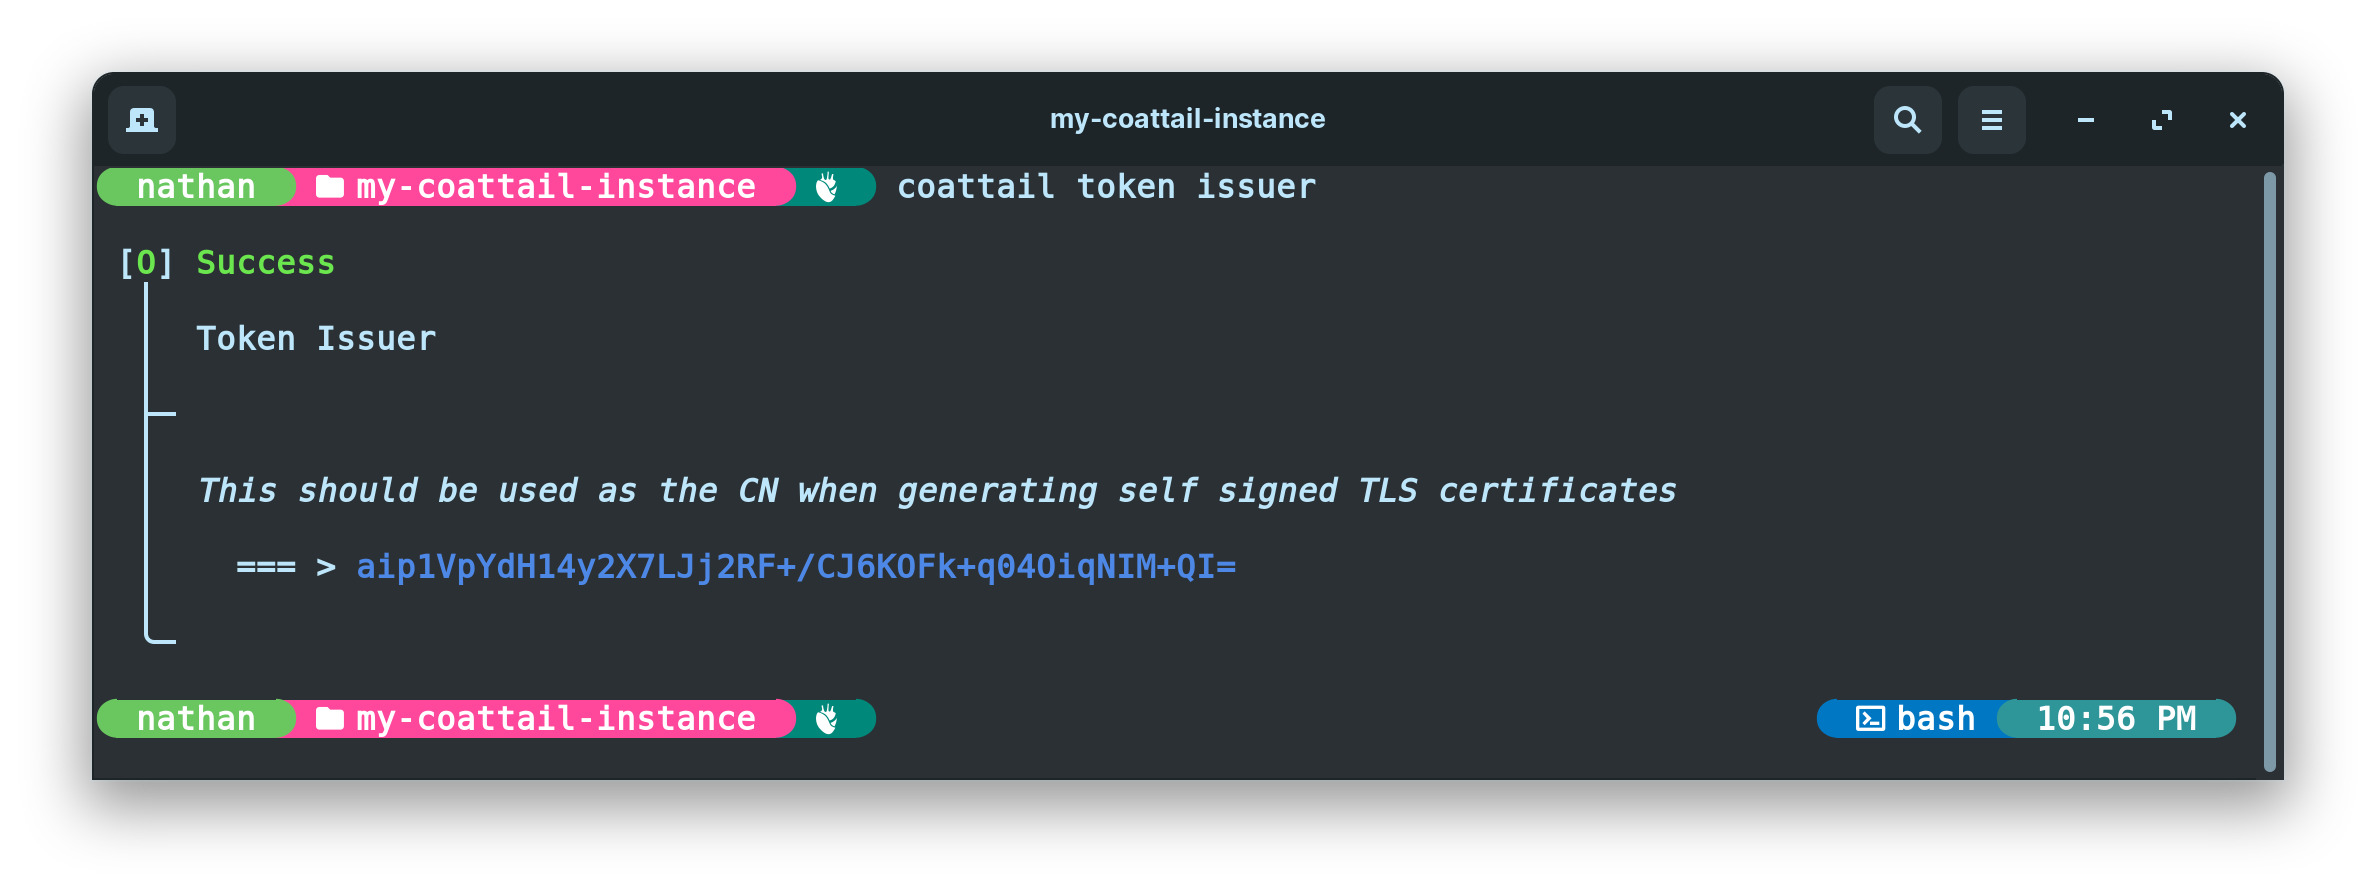 my-coattail-instance
nathan my-coattail-instance coattail token issuer
[O] Success
Token Issuer
This should be used as the CN when generating self signed TLS certificates
=== > aip1VpYdH14y2X7LJj2RF+/CJ6KOFk+q04OiqNIM+QI=
nathan my-coattail-instance bash 10:56 PM